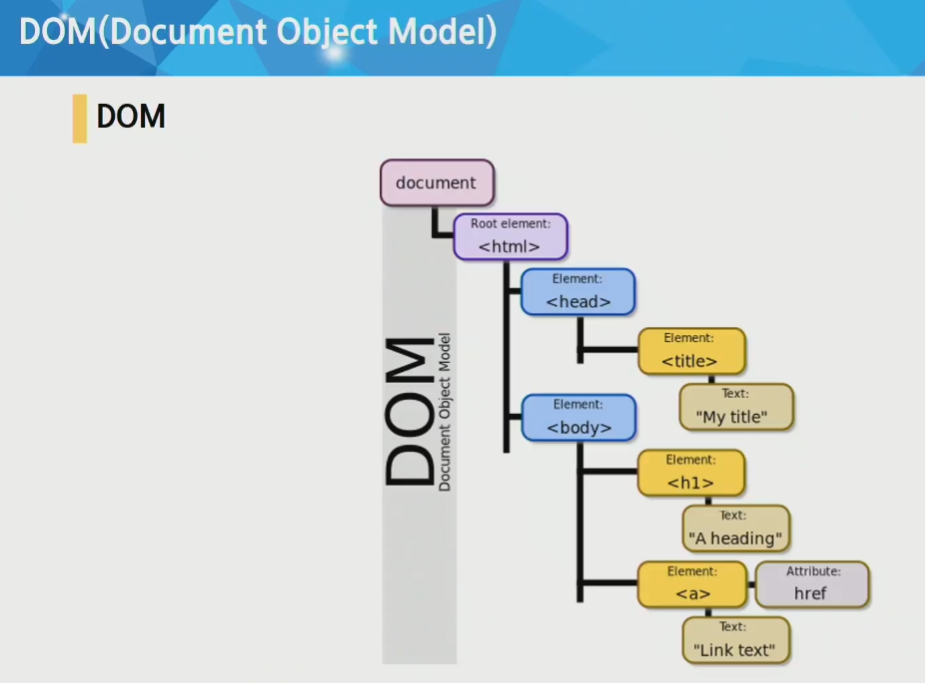 DOM(Document Object Model)
DOM
document
Root element:
<html>
Element:
<head>
Element:
<title>
Text:
"My title"
DOM
Document Object Model
Element:
<body>
Element:
<h1>
Text:
"A heading"
Element:
<a>
Attribute:
href
Text:
"Link text"